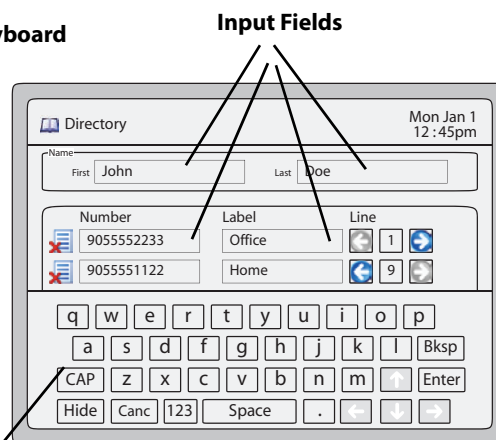 yboard
Input Fields
Directory
Mon Jan 1
12:45pm
Name
First John Last Doe
Number Label Line
9055552233 Office 1
9055551122 Home 9
q w e r t y u i o p
a s d f g h j k l Bksp
CAP z x c v b n m Enter
Hide Canc 123 Space .